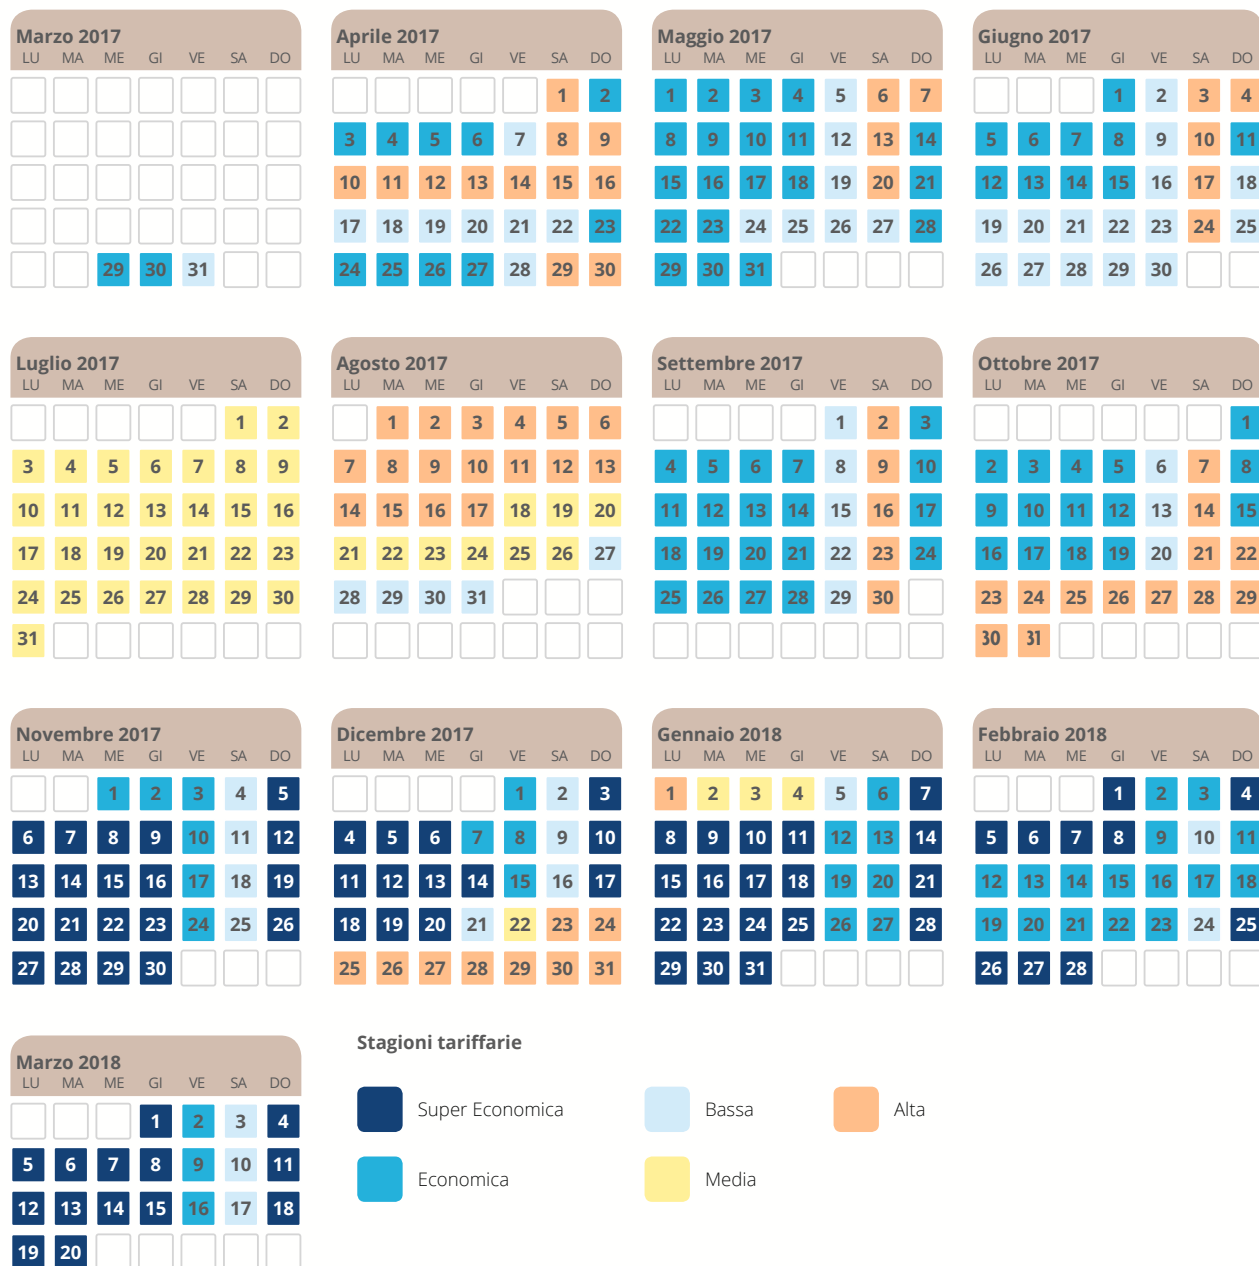 Marzo 2017
LU MA ME GI VE SA DO
29 30 31
Aprile 2017
LU MA ME GI VE SA DO
1 2
3 4 5 6 7 8 9
10 11 12 13 14 15 16
17 18 19 20 21 22 23
24 25 26 27 28 29 30
Maggio 2017
LU MA ME GI VE SA DO
1 2 3 4 5 6 7
8 9 10 11 12 13 14
15 16 17 18 19 20 21
22 23 24 25 26 27 28
29 30 31
Giugno 2017
LU MA ME GI VE SA DO
1 2 3 4
5 6 7 8 9 10 11
12 13 14 15 16 17 18
19 20 21 22 23 24 25
26 27 28 29 30
Luglio 2017
LU MA ME GI VE SA DO
1 2
3 4 5 6 7 8 9
10 11 12 13 14 15 16
17 18 19 20 21 22 23
24 25 26 27 28 29 30
31
Agosto 2017
LU MA ME GI VE SA DO
1 2 3 4 5 6
7 8 9 10 11 12 13
14 15 16 17 18 19 20
21 22 23 24 25 26 27
28 29 30 31
Settembre 2017
LU MA ME GI VE SA DO
1 2 3
4 5 6 7 8 9 10
11 12 13 14 15 16 17
18 19 20 21 22 23 24
25 26 27 28 29 30
Ottobre 2017
LU MA ME GI VE SA DO
1
2 3 4 5 6 7 8
9 10 11 12 13 14 15
16 17 18 19 20 21 22
23 24 25 26 27 28 29
30 31
Novembre 2017
LU MA ME GI VE SA DO
1 2 3 4 5
6 7 8 9 10 11 12
13 14 15 16 17 18 19
20 21 22 23 24 25 26
27 28 29 30
Dicembre 2017
LU MA ME GI VE SA DO
1 2 3
4 5 6 7 8 9 10
11 12 13 14 15 16 17
18 19 20 21 22 23 24
25 26 27 28 29 30 31
Gennaio 2018
LU MA ME GI VE SA DO
1 2 3 4 5 6 7
8 9 10 11 12 13 14
15 16 17 18 19 20 21
22 23 24 25 26 27 28
29 30 31
Febbraio 2018
LU MA ME GI VE SA DO
1 2 3 4
5 6 7 8 9 10 11
12 13 14 15 16 17 18
19 20 21 22 23 24 25
26 27 28
Marzo 2018
LU MA ME GI VE SA DO
1 2 3 4
5 6 7 8 9 10 11
12 13 14 15 16 17 18
19 20
Stagioni tariffarie
Super Economica
Bassa
Alta
Economica
Media